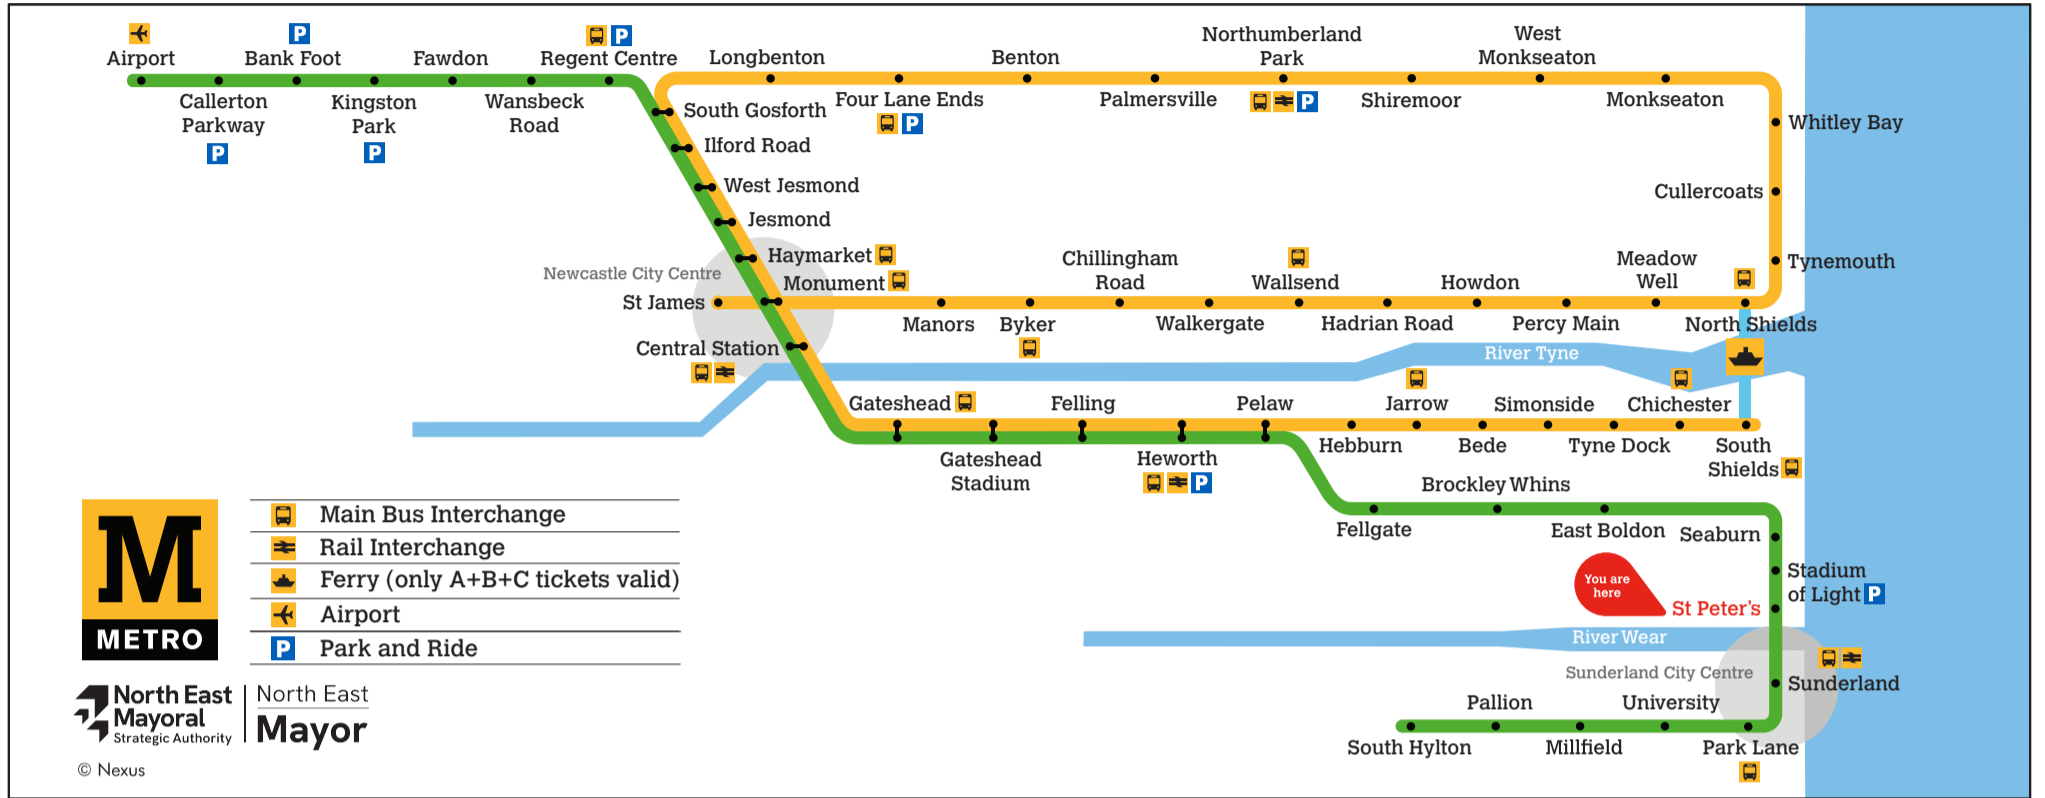 Airport
Bank Foot
Fawdon
Regent Centre
Callerton
Parkway
Kingston
Park
Wansbeck
Road
Longbenton
Benton
Northumberland
Park
West
Monkseaton
South Gosforth
Four Lane Ends
Palmersville
Shiremoor
Monkseaton
Whitley Bay
Ilford Road
West Jesmond
Cullercoats
Jesmond
Haymarket
Tynemouth
Newcastle City Centre
Monument
St James
Chillingham
Road
Wallsend
Howdon
Meadow
Well
Manors
Byker
Walkergate
Hadrian Road
Percy Main
North Shields
Central Station
River Tyne
Gateshead
Felling
Pelaw
Jarrow
Simonside
Chichester
Gateshead
Stadium
Heworth
Hebburn
Bede
Tyne Dock
South
Shields
Brockley Whins
Fellgate
East Boldon
Seaburn
Stadium
of Light
You are
here
St Peter's
River Wear
Sunderland City Centre
Sunderland
Pallion
University
South Hylton
Millfield
Park Lane
M
METRO
Main Bus Interchange
Rail Interchange
Ferry (only A+B+C tickets valid)
Airport
P Park and Ride
North East
Mayoral
Strategic Authority
North East
Mayor
© Nexus